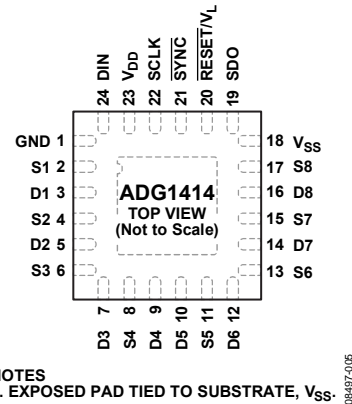 24 DIN
23 VDD
22 SCLK
21 SYNC
20 RESET/VL
19 SDO
GND 1
S1 2
D1 3
S2 4
D2 5
S3 6
ADG1414
TOP VIEW
(Not to Scale)
18 VSS
17 S8
16 D8
15 S7
14 D7
13 S6
D3 7
S4 8
D4 9
D5 10
S5 11
D6 12
OTES
. EXPOSED PAD TIED TO SUBSTRATE, VSS.
08497-005